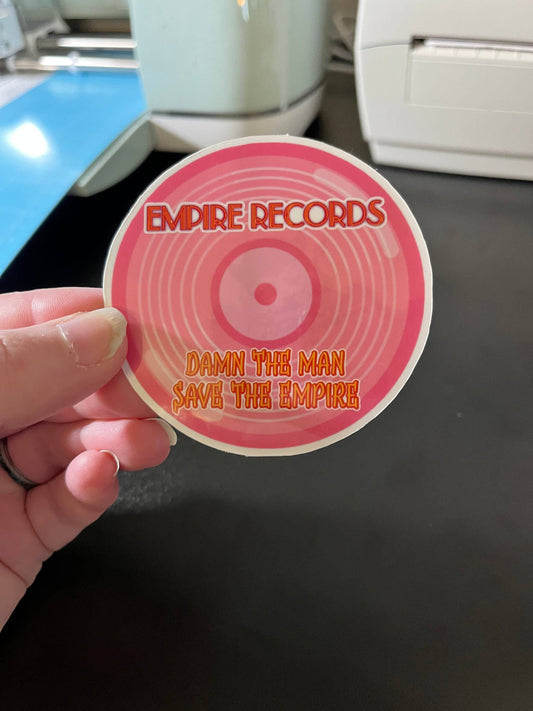 EMPIRE RECORDS
DAMN THE MAN
SAVE THE EMPIRE